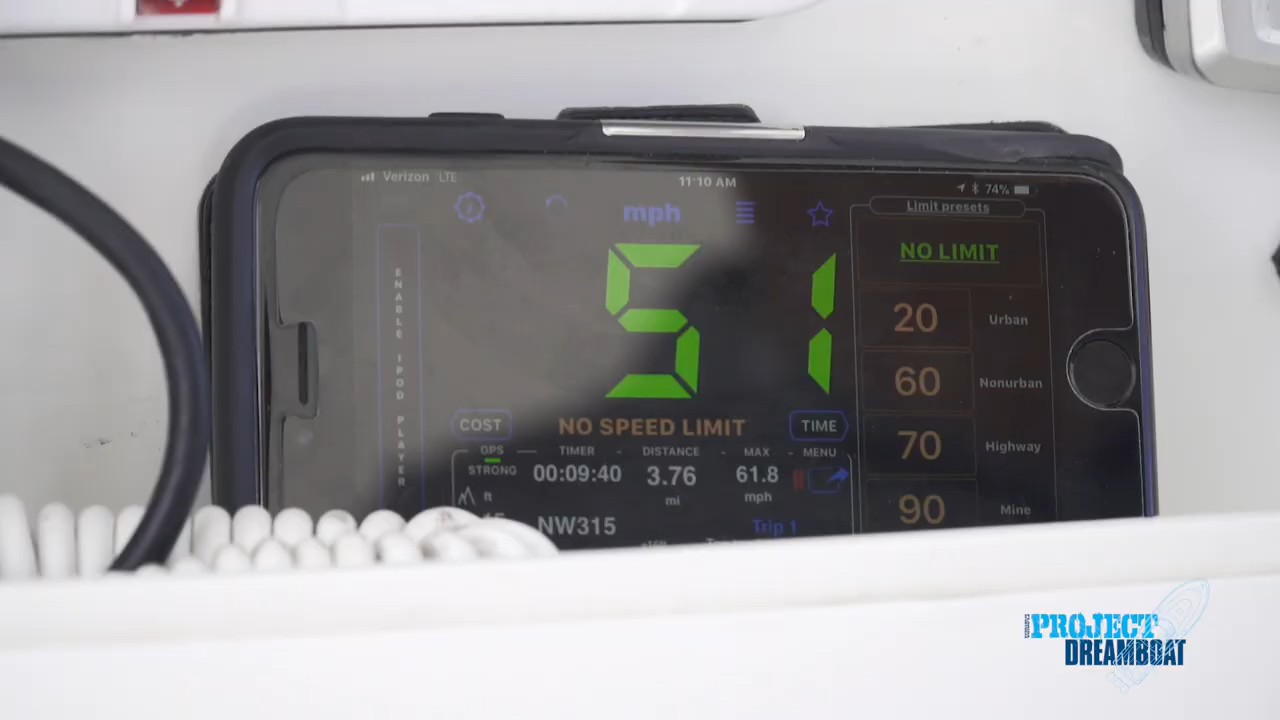 Verizon LTE
11:10 AM
74%
mph
Limit presets
ENABLE IPOD PLAYER
51
NO LIMIT
20 Urban
60 Nonurban
70 Highway
90 Mine
COST
NO SPEED LIMIT
TIME
GPS
TIMER
DISTANCE
MAX
MENU
STRONG
00:09:40
3.76
61.8
mi
mph
ft
NW315
Trip 1
PROJECT
DREAMBOAT